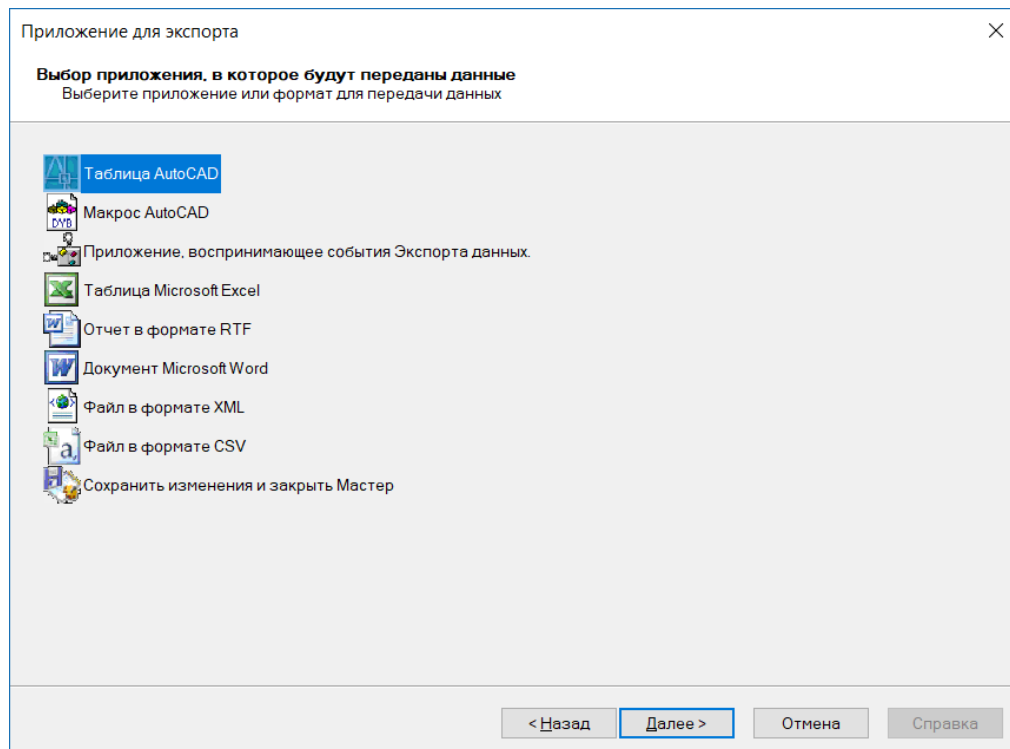 Приложение для экспорта
Выбор приложения, в которое будут переданы данные
Выберите приложение или формат для передачи данных
Таблица AutoCAD
DVB
Макрос AutoCAD
Приложение, воспринимающее события Экспорта данных.
Таблица Microsoft Excel
Отчет в формате RTF
Документ Microsoft Word
Файл в формате XML
a,
Файл в формате CSV
Сохранить изменения и закрыть Мастер
< Назад
Далее >
Отмена
Справка